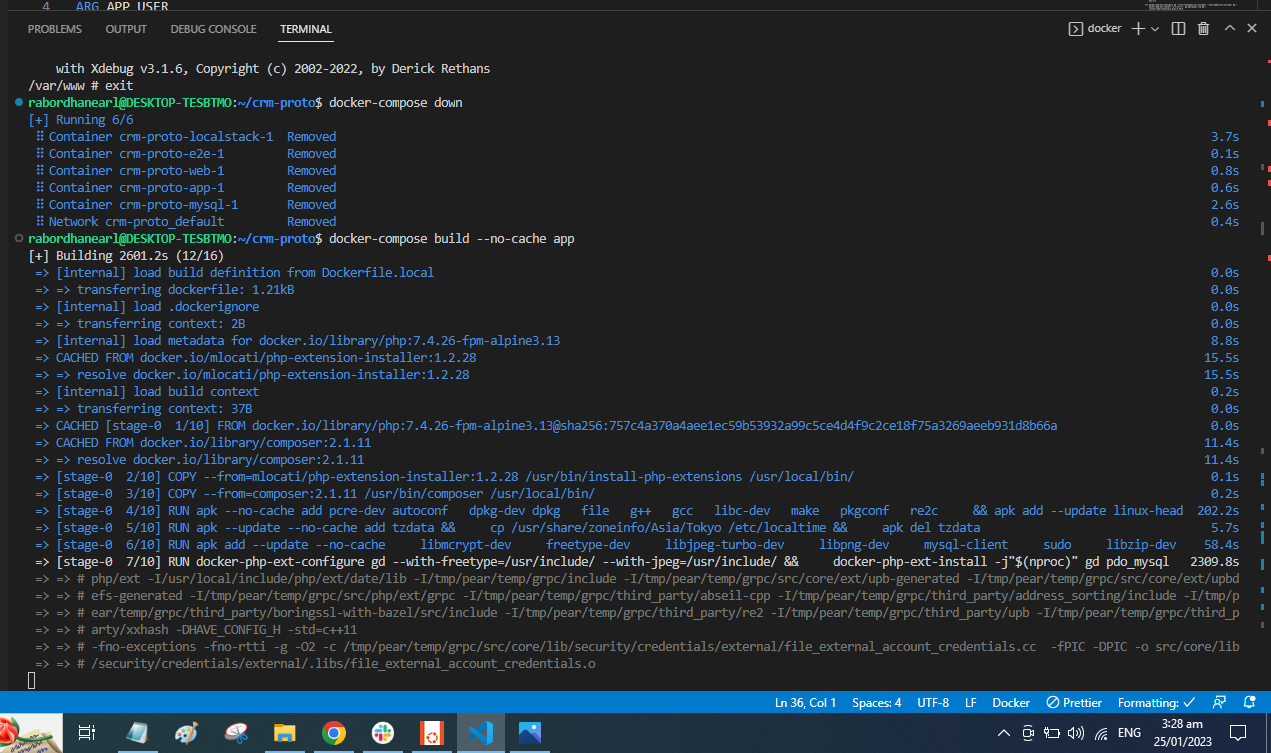 4 ARG APP_USER
PROBLEMS OUTPUT DEBUG CONSOLE TERMINAL docker
with Xdebug v3.1.6, Copyright (c) 2002-2022, by Derick Rethans
/var/www # exit
rabordhanearl@DESKTOP-TESBTMO:~/crm-proto$ docker-compose down
[+] Running 6/6
⠿ Container crm-proto-localstack-1 Removed 3.7s
⠿ Container crm-proto-e2e-1 Removed 0.1s
⠿ Container crm-proto-web-1 Removed 0.8s
⠿ Container crm-proto-app-1 Removed 0.6s
⠿ Container crm-proto-mysql-1 Removed 2.6s
⠿ Network crm-proto_default Removed 0.4s
rabordhanearl@DESKTOP-TESBTMO:~/crm-proto$ docker-compose build --no-cache app
[+] Building 2601.2s (12/16)
=> [internal] load build definition from Dockerfile.local 0.0s
=> => transferring dockerfile: 1.21kB 0.0s
=> [internal] load .dockerignore 0.0s
=> => transferring context: 2B 0.0s
=> [internal] load metadata for docker.io/library/php:7.4.26-fpm-alpine3.13 8.8s
=> CACHED FROM docker.io/mlocati/php-extension-installer:1.2.28 15.5s
=> => resolve docker.io/mlocati/php-extension-installer:1.2.28 15.5s
=> [internal] load build context 0.2s
=> => transferring context: 37B 0.0s
=> CACHED [stage-0 1/10] FROM docker.io/library/php:7.4.26-fpm-alpine3.13@sha256:757c4a370a4aee1ec59b53932a99c5ce4d4f9c2ce18f75a3269aeeb931d8b66a 0.0s
=> CACHED FROM docker.io/library/composer:2.1.11 11.4s
=> => resolve docker.io/library/composer:2.1.11 11.4s
=> [stage-0 2/10] COPY --from=mlocati/php-extension-installer:1.2.28 /usr/bin/install-php-extensions /usr/local/bin/ 0.1s
=> [stage-0 3/10] COPY --from=composer:2.1.11 /usr/bin/composer /usr/local/bin/ 0.2s
=> [stage-0 4/10] RUN apk --no-cache add pcre-dev autoconf dpkg-dev dpkg file g++ gcc libc-dev make pkgconf re2c && apk add --update linux-head 202.2s
=> [stage-0 5/10] RUN apk --update --no-cache add tzdata && cp /usr/share/zoneinfo/Asia/Tokyo /etc/localtime && apk del tzdata 5.7s
=> [stage-0 6/10] RUN apk add --update --no-cache libmcrypt-dev freetype-dev libjpeg-turbo-dev libpng-dev mysql-client sudo libzip-dev 58.4s
=> [stage-0 7/10] RUN docker-php-ext-configure gd --with-freetype=/usr/include/ --with-jpeg=/usr/include/ && docker-php-ext-install -j"$(nproc)" gd pdo_mysql 2309.8s
=> => # php/ext -I/usr/local/include/php/ext/date/lib -I/tmp/pear/temp/grpc/include -I/tmp/pear/temp/grpc/src/core/ext/upb-generated -I/tmp/pear/temp/grpc/src/core/ext/upbd
=> => # efs-generated -I/tmp/pear/temp/grpc/src/php/ext/grpc -I/tmp/pear/temp/grpc/third_party/abseil-cpp -I/tmp/pear/temp/grpc/third_party/address_sorting/include -I/tmp/p
=> => # ear/temp/grpc/third_party/boringssl-with-bazel/src/include -I/tmp/pear/temp/grpc/third_party/re2 -I/tmp/pear/temp/grpc/third_party/upb -I/tmp/pear/temp/grpc/third_p
=> => # arty/xxhash -DHAVE_CONFIG_H -std=c++11
=> => # -fno-exceptions -fno-rtti -g -O2 -c /tmp/pear/temp/grpc/src/core/lib/security/credentials/external/file_external_account_credentials.cc -fPIC -DPIC -o src/core/lib
=> => # /security/credentials/external/.libs/file_external_account_credentials.o
Ln 36, Col 1 Spaces: 4 UTF-8 LF Docker Prettier Formatting: ✓
ENG 3:28 am
25/01/2023